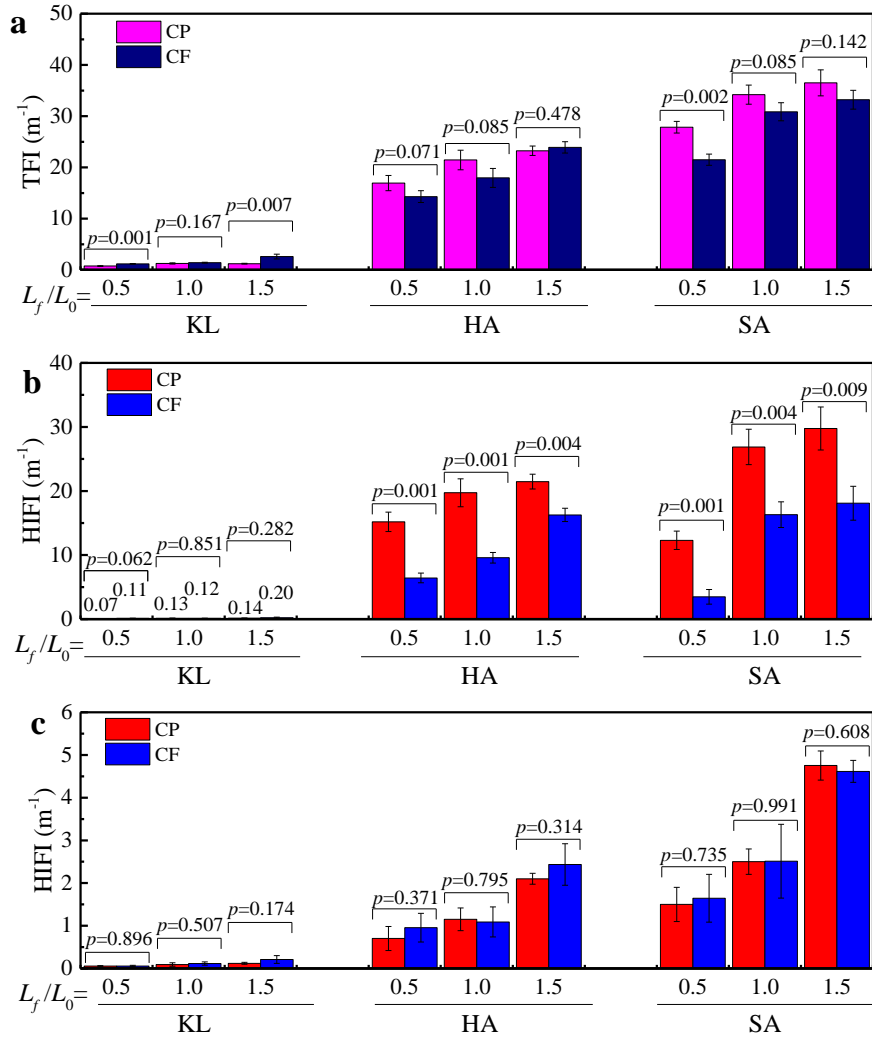 a
50
CP
CF
p=0.142
40
p=0.085
p=0.002
30
TFI (m⁻¹)
p=0.478
p=0.085
20
p=0.071
p=0.007
10
p=0.167
p=0.001
0
L_f/L_0= 0.5 1.0 1.5 0.5 1.0 1.5 0.5 1.0 1.5
KL HA SA
b
40
CP
CF
p=0.009
p=0.004
30
HIFI (m⁻¹)
p=0.004
p=0.001
20
p=0.001
p=0.001
p=0.282
10
p=0.851
p=0.062
0.07 0.11 0.13 0.12 0.14 0.20
0
L_f/L_0= 0.5 1.0 1.5 0.5 1.0 1.5 0.5 1.0 1.5
KL HA SA
c
6
CP
CF
p=0.608
5
4
p=0.991
HIFI (m⁻¹)
3
p=0.314
p=0.735
2
p=0.795
p=0.371
p=0.174
1
p=0.507
p=0.896
0
L_f/L_0= 0.5 1.0 1.5 0.5 1.0 1.5 0.5 1.0 1.5
KL HA SA